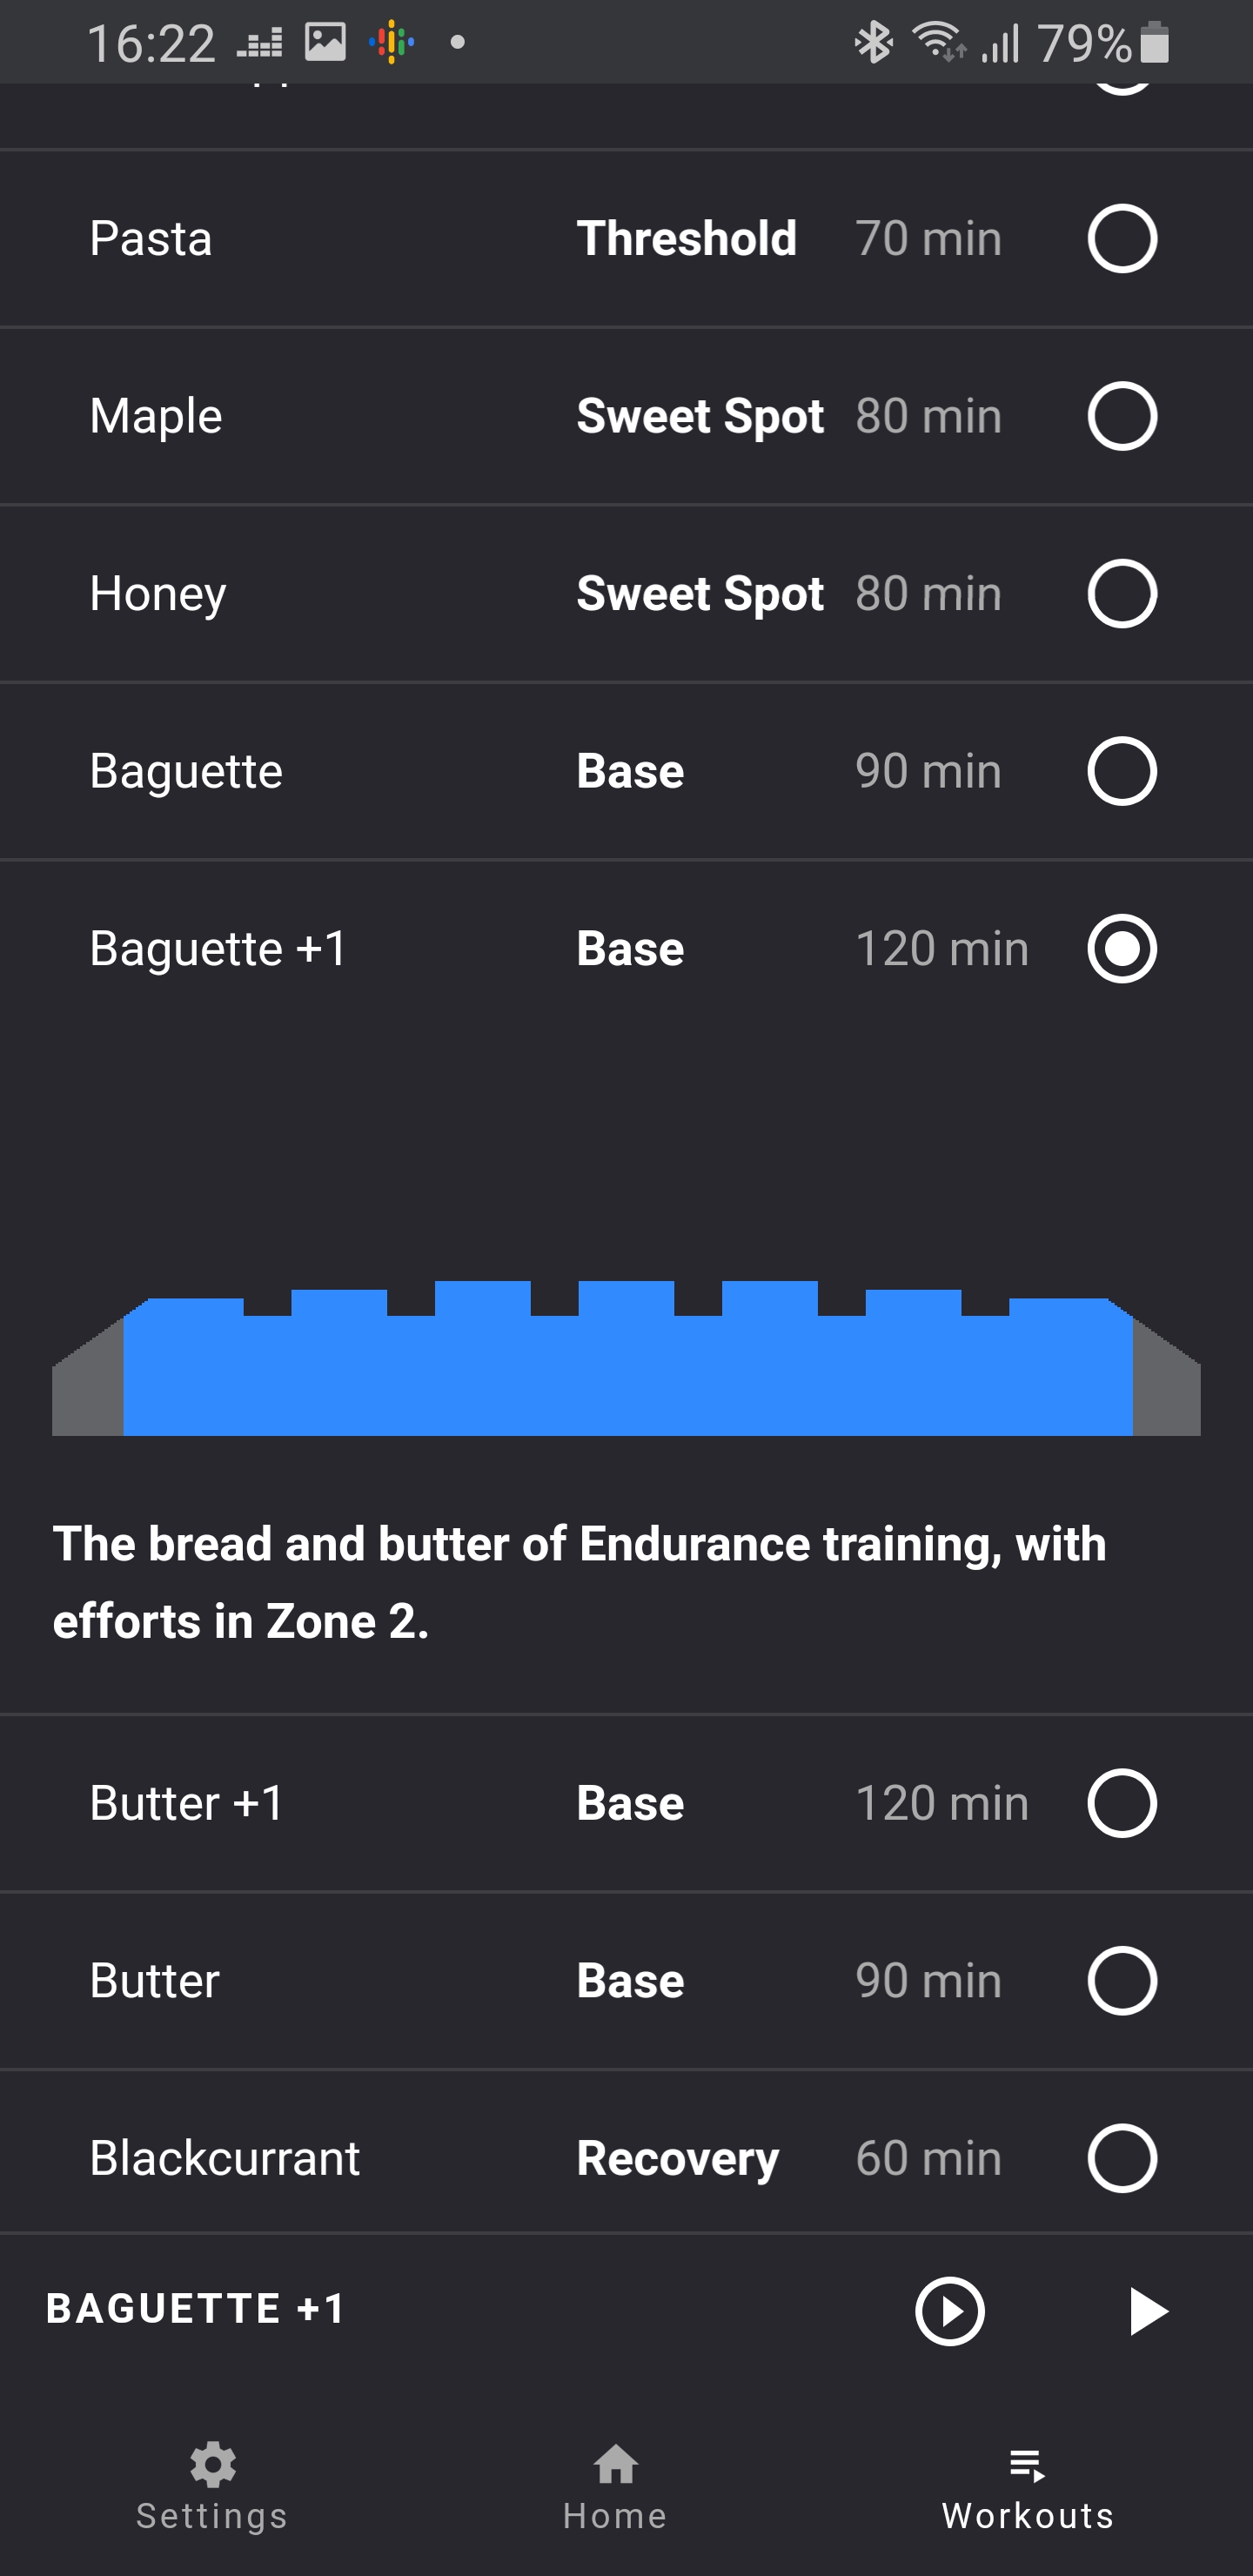 16:22 79%
Pasta Threshold 70 min
Maple Sweet Spot 80 min
Honey Sweet Spot 80 min
Baguette Base 90 min
Baguette +1 Base 120 min
The bread and butter of Endurance training, with
efforts in Zone 2.
Butter +1 Base 120 min
Butter Base 90 min
Blackcurrant Recovery 60 min
BAGUETTE +1
Settings Home Workouts